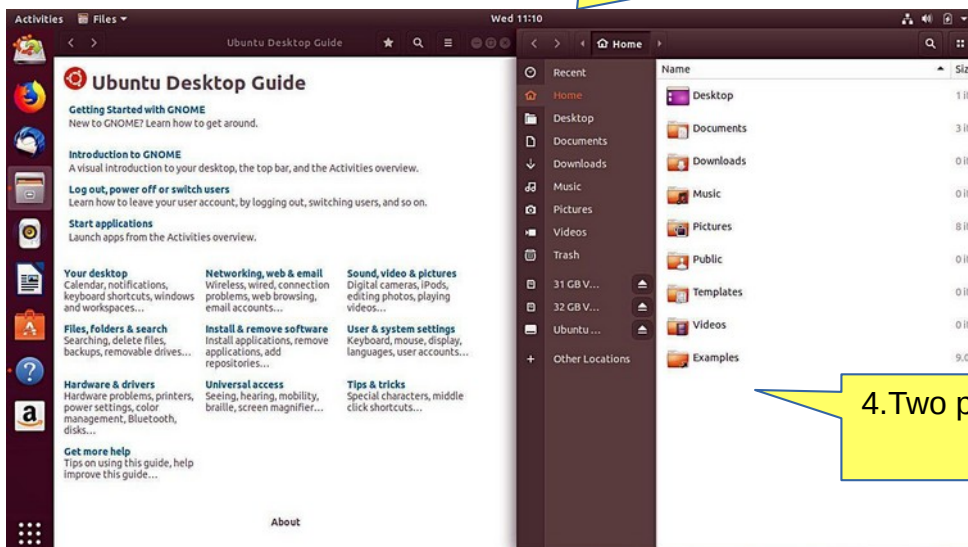 Activities Files Wed 11:10
Ubuntu Desktop Guide
Home
Ubuntu Desktop Guide
Getting Started with GNOME
New to GNOME? Learn how to get around.
Introduction to GNOME
A visual introduction to your desktop, the top bar, and the Activities overview.
Log out, power off or switch users
Learn how to leave your user account, by logging out, switching users, and so on.
Start applications
Launch apps from the Activities overview.
Your desktop
Calendar, notifications,
keyboard shortcuts, windows
and workspaces...
Networking, web & email
Wireless, wired, connection
problems, web browsing,
email accounts...
Sound, video & pictures
Digital cameras, iPods,
editing photos, playing
videos...
Files, folders & search
Searching, delete files,
backups, removable drives...
Install & remove software
Install applications, remove
applications, add
repositories...
User & system settings
Keyboard, mouse, display,
languages, user accounts...
Hardware & drivers
Hardware problems, printers,
power settings, color
management, Bluetooth,
disks...
Universal access
Seeing, hearing, mobility,
braille, screen magnifier...
Tips & tricks
Special characters, middle
click shortcuts...
Get more help
Tips on using this guide, help
improve this guide...
About
Recent
Home
Desktop
Documents
Downloads
Music
Pictures
Videos
Trash
31 GB V...
32 GB V...
Ubuntu ...
+ Other Locations
Name
Desktop
Documents
Downloads
Music
Pictures
Public
Templates
Videos
Examples
4.Two